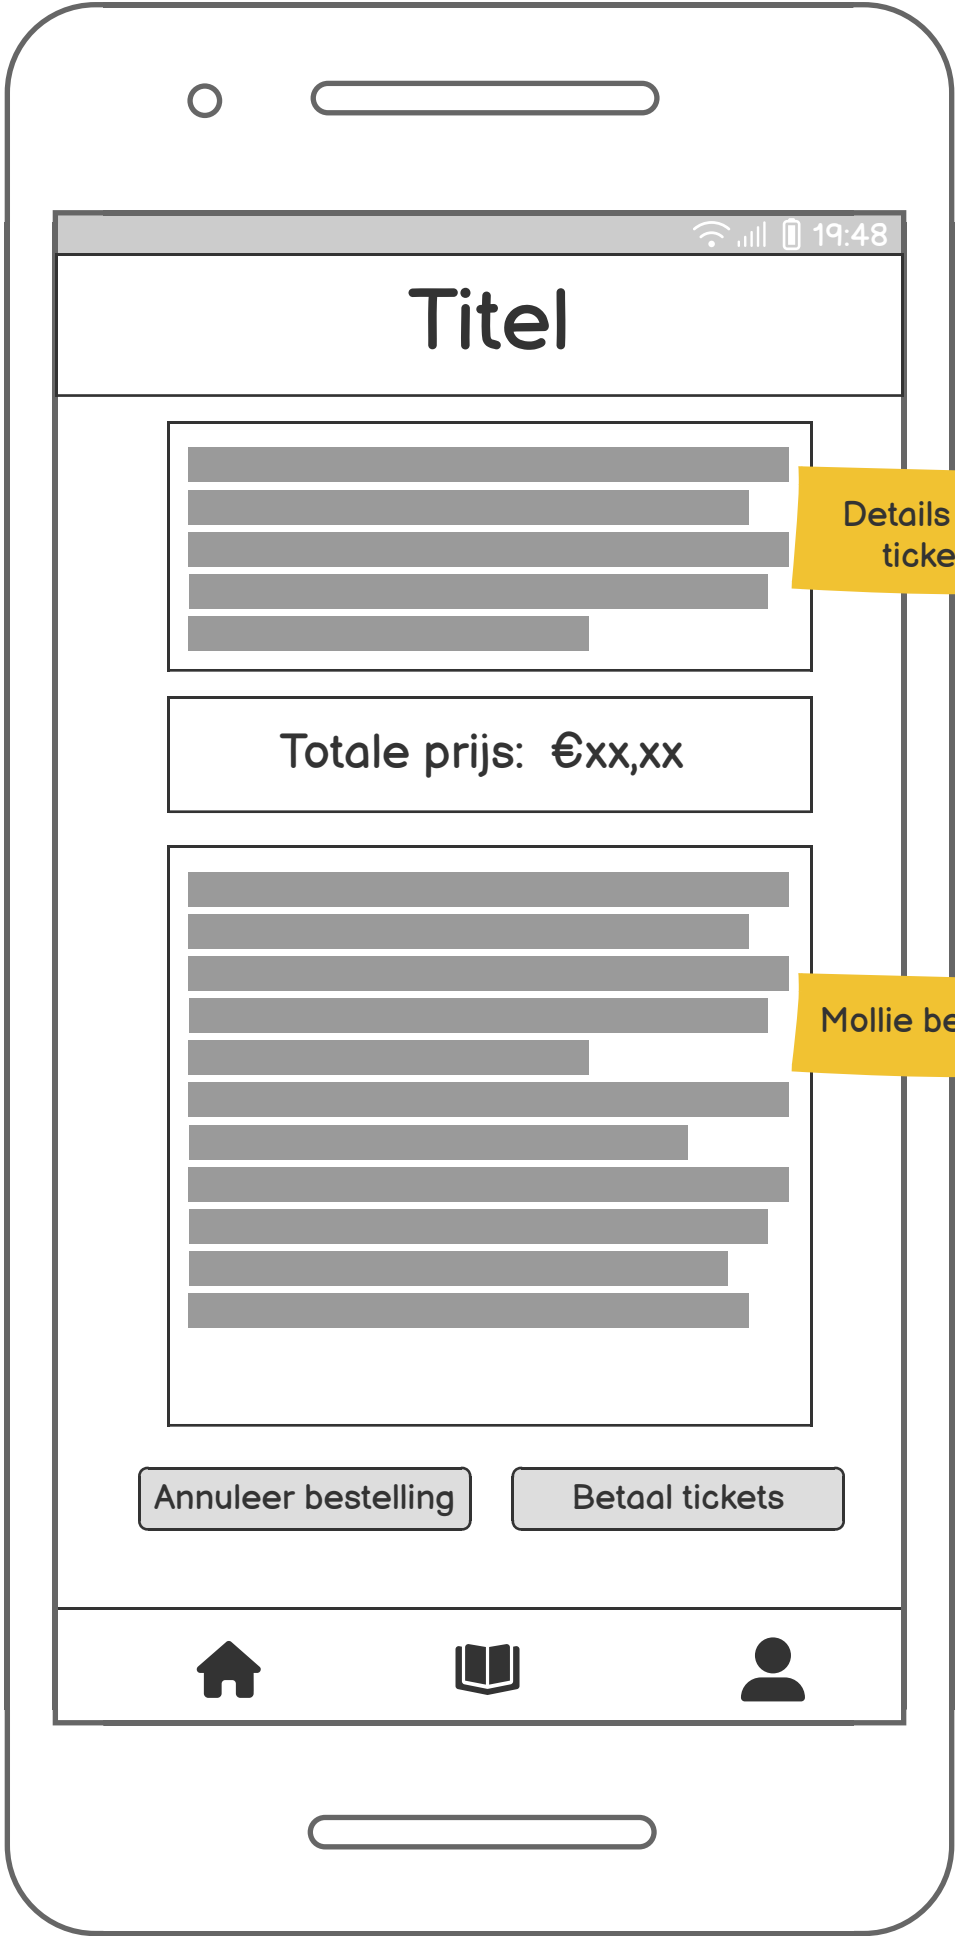 19:48
Titel
Details
ticke
Totale prijs: €xx,xx
Mollie be
Annuleer bestelling
Betaal tickets